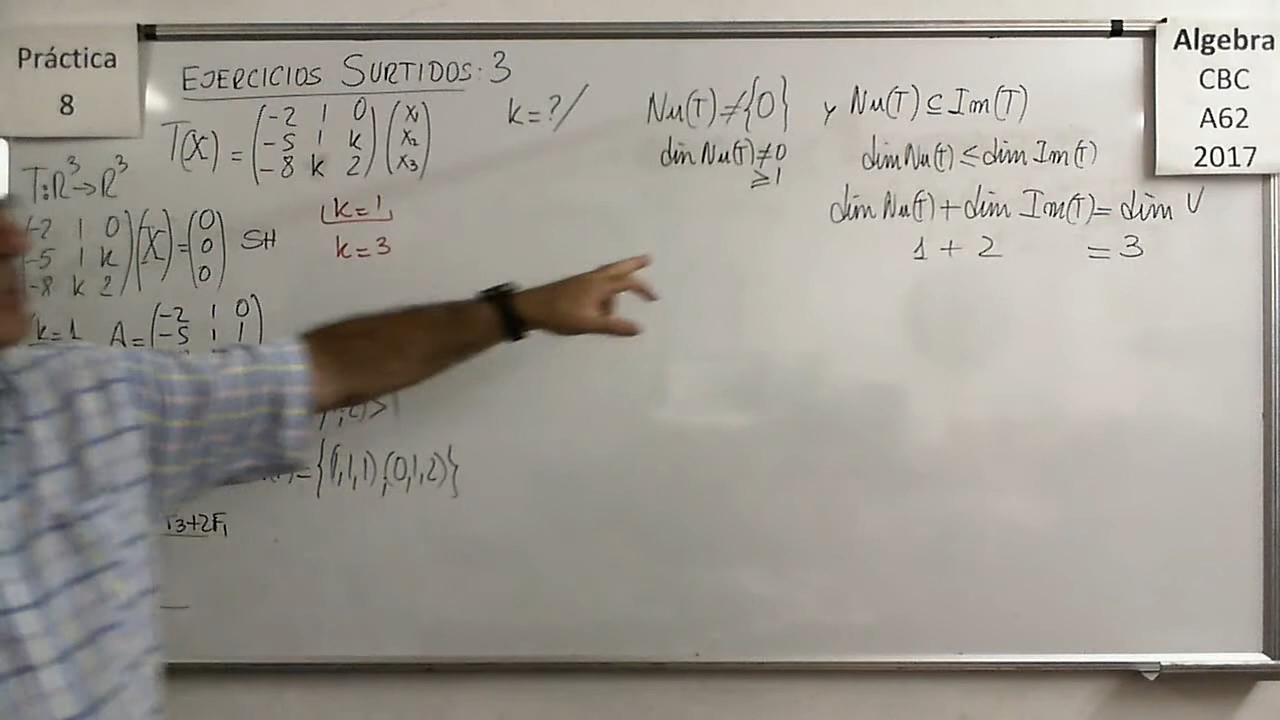 Práctica
8
EJERCICIOS SURTIDOS: 3
T(X) = (-2 1 0) (x₁)
(-5 1 k) (x₂)
(-8 k 2) (x₃)
k=?/
Nu(T)≠{0} y Nu(T)⊆Im(T)
dim Nu(T)≠0 dim Nu(T)≤dim Im(T)
≥1
dim Nu(T)+dim Im(T)= dim V
1 + 2 = 3
T:R³→R³
-2 1 0) (X)=(0)
-5 1 k) (0) SH
-8 k 2) (0)
k=1
k=3
k=1 A=(-2 1 0)
-5 1 1
>
={(1,1,1),(0,1,2)}
F3+2F₁
Algebra
CBC
A62
2017